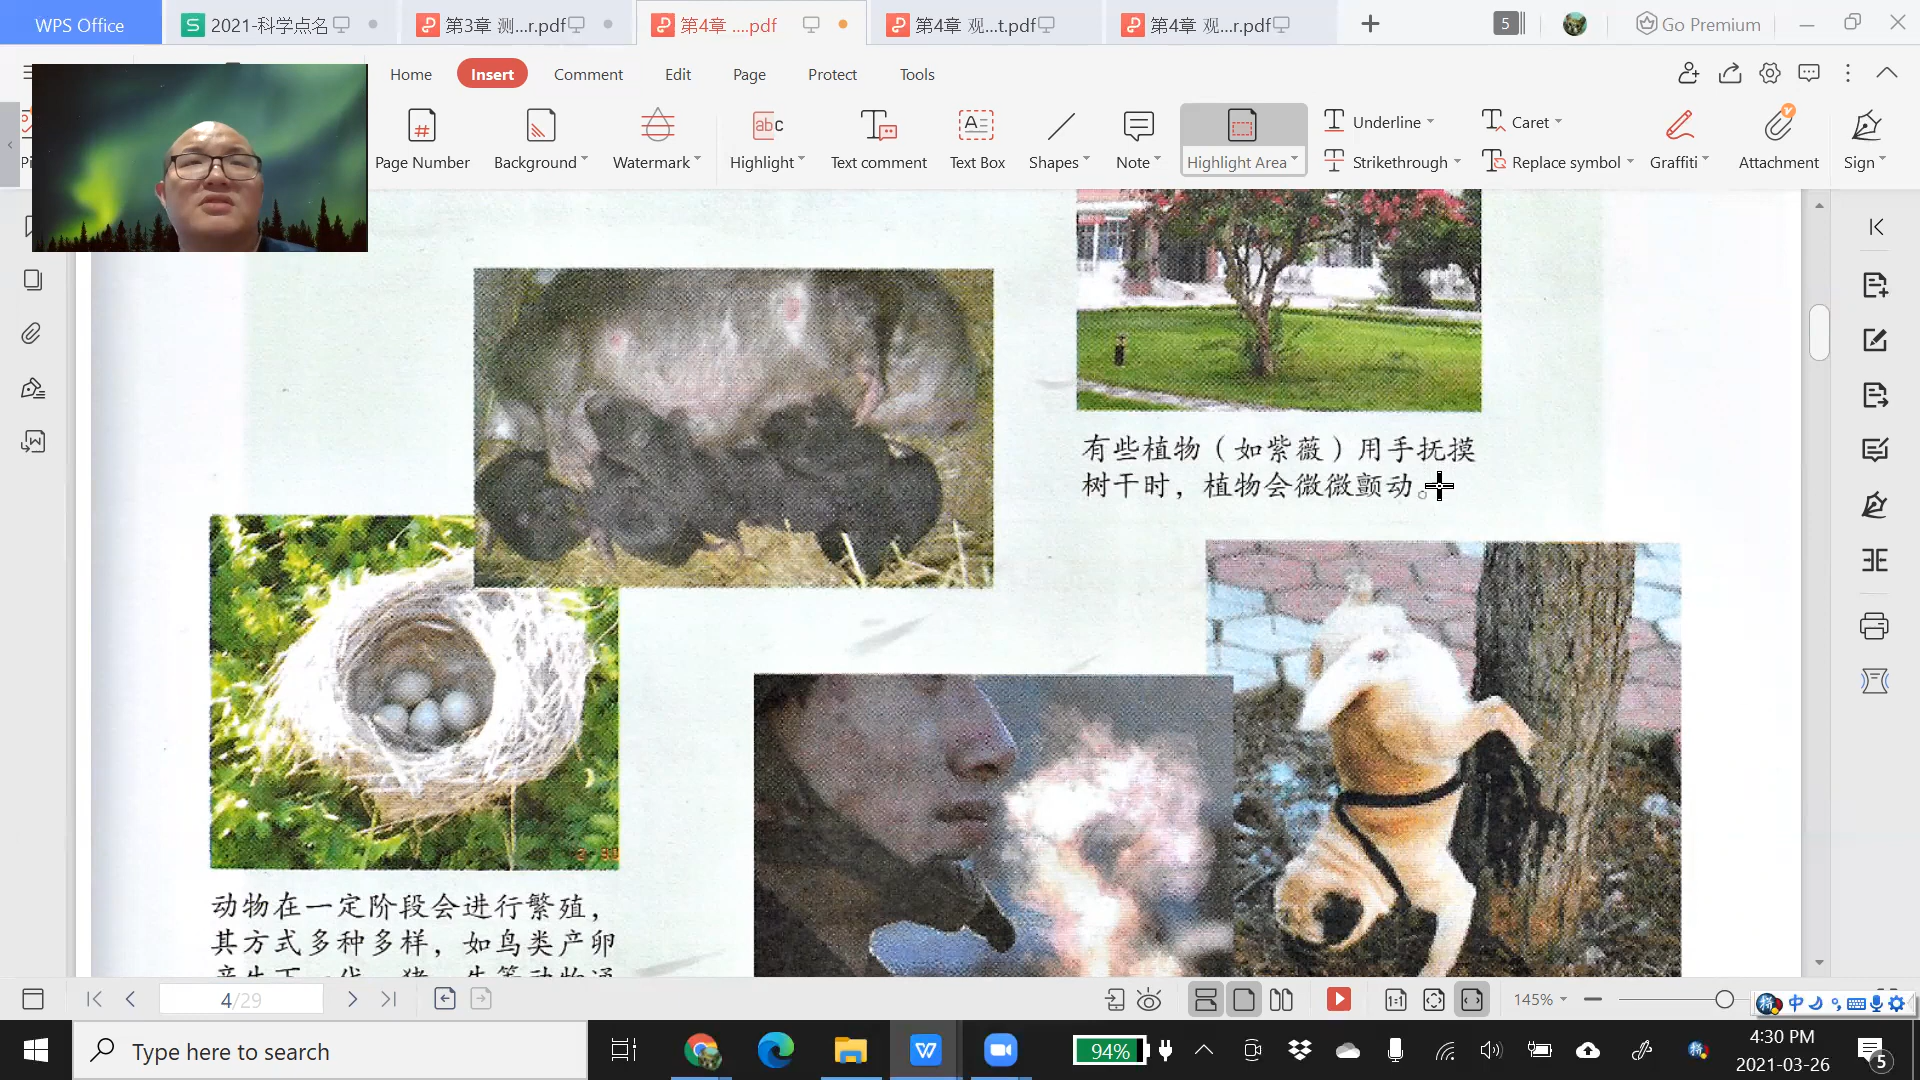 WPS Office
2021-科学点名
第3章 测...r.pdf
第4章 ....pdf
第4章 观...t.pdf
第4章 观...r.pdf
5
Go Premium
Home
Insert
Comment
Edit
Page
Protect
Tools
Page Number
Background
Watermark
Highlight
Text comment
Text Box
Shapes
Note
Highlight Area
Underline
Strikethrough
Caret
Replace symbol
Graffiti
Attachment
Sign
有些植物（如紫薇）用手抚摸
树干时，植物会微微颤动。
动物在一定阶段会进行繁殖，
其方式多种多样，如鸟类产卵
4/29
145%
中
Type here to search
94%
4:30 PM
2021-03-26
5